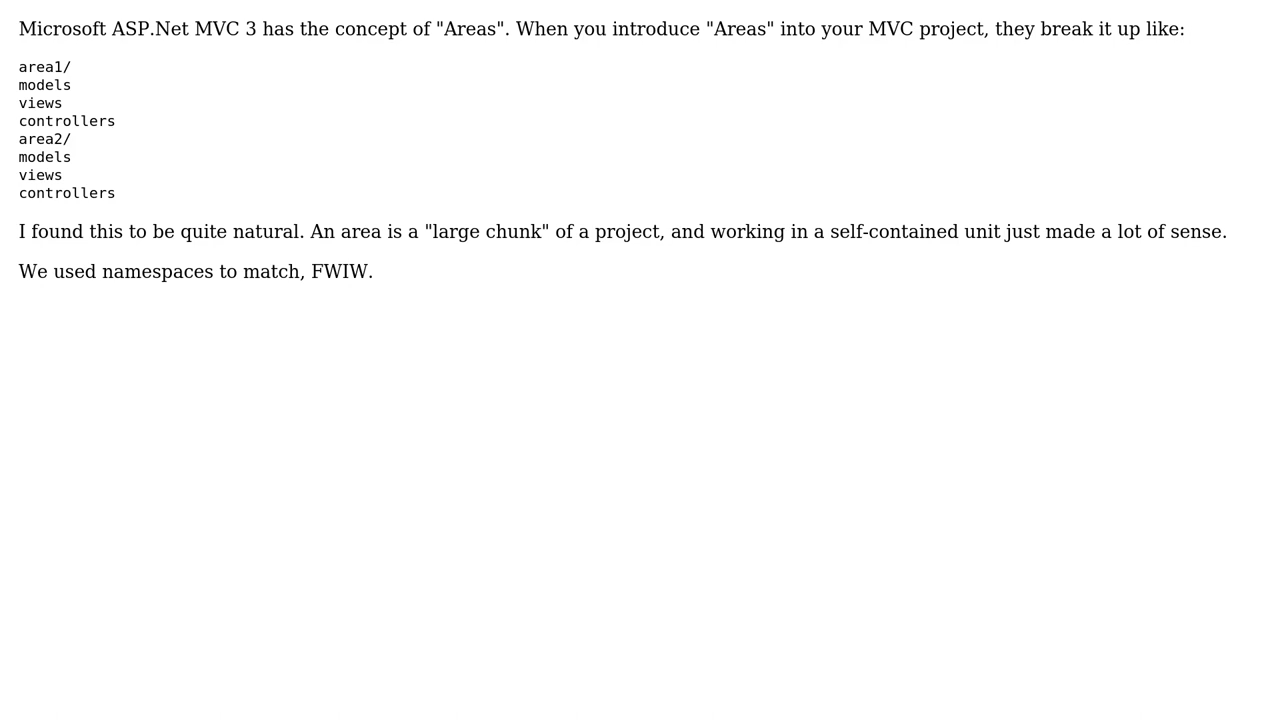 Microsoft ASP.Net MVC 3 has the concept of "Areas". When you introduce "Areas" into your MVC project, they break it up like:
area1/
models
views
controllers
area2/
models
views
controllers
I found this to be quite natural. An area is a "large chunk" of a project, and working in a self-contained unit just made a lot of sense.
We used namespaces to match, FWIW.